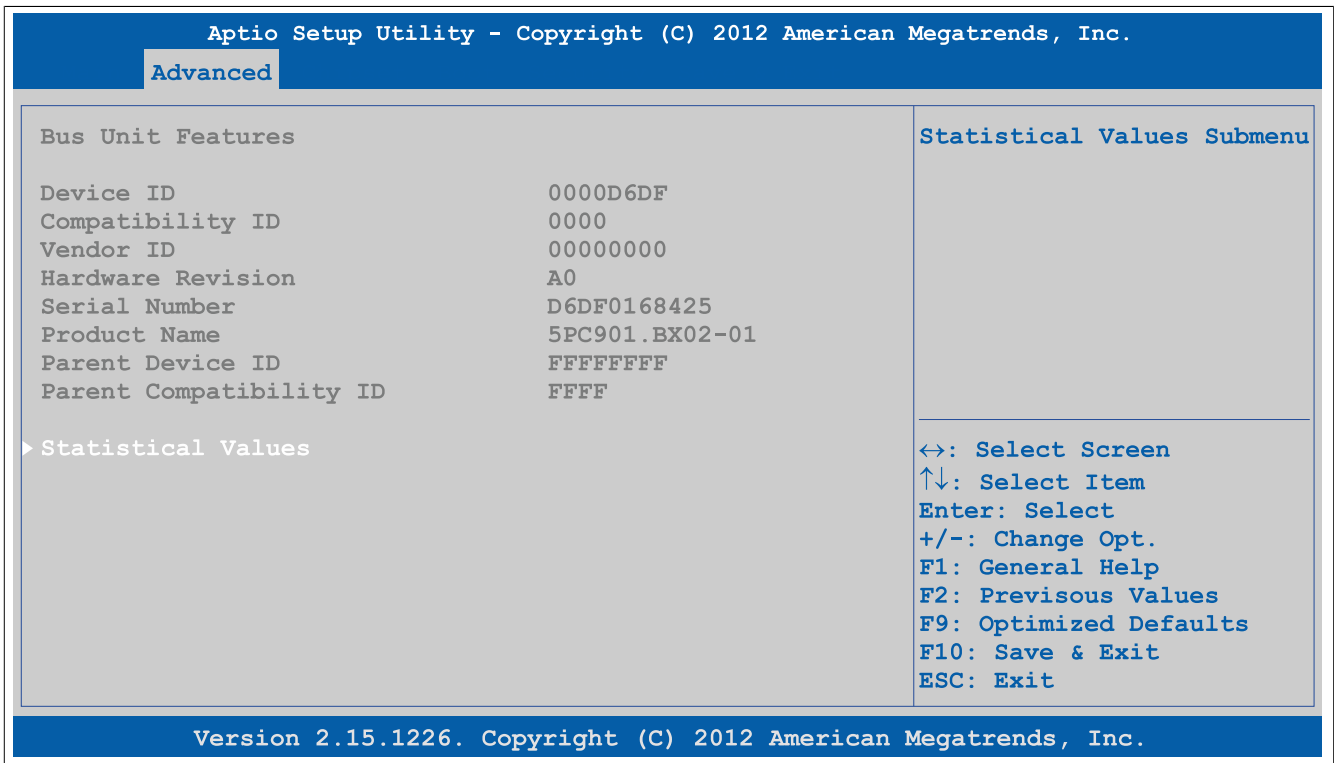 Aptio Setup Utility - Copyright (C) 2012 American Megatrends, Inc.
Advanced
Bus Unit Features
Device ID 0000D6DF
Compatibility ID 0000
Vendor ID 00000000
Hardware Revision A0
Serial Number D6DF0168425
Product Name 5PC901.BX02-01
Parent Device ID FFFFFFFF
Parent Compatibility ID FFFF
Statistical Values
Statistical Values Submenu
↔: Select Screen
↑↓: Select Item
Enter: Select
+/-: Change Opt.
F1: General Help
F2: Previsous Values
F9: Optimized Defaults
F10: Save & Exit
ESC: Exit
Version 2.15.1226. Copyright (C) 2012 American Megatrends, Inc.